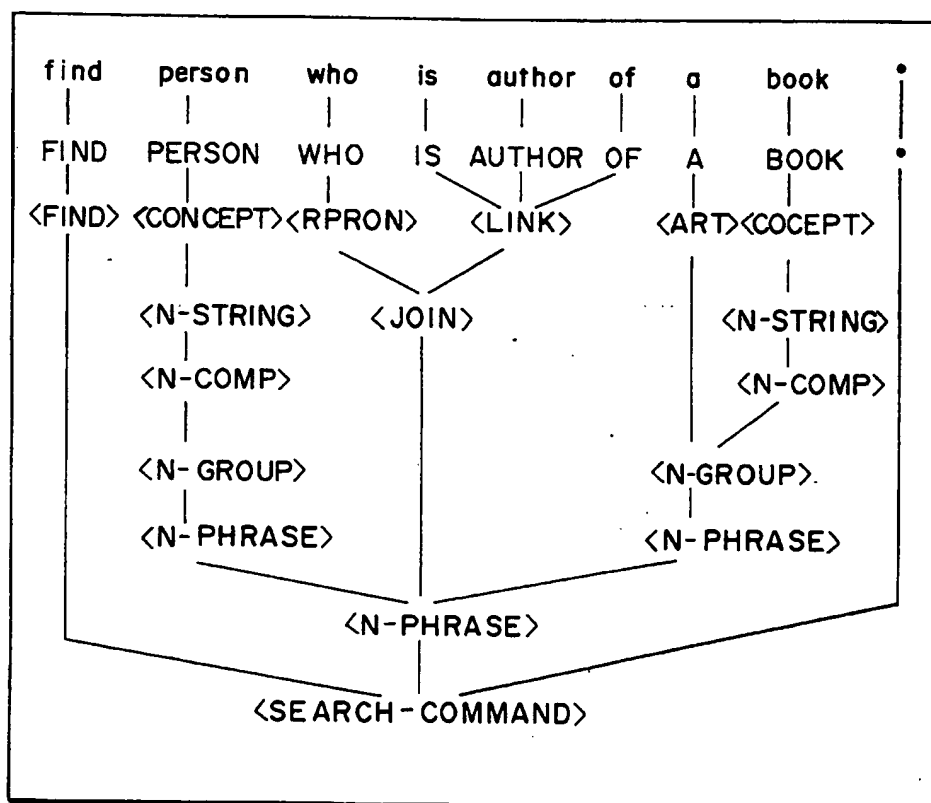 find person who is author of a book .
FIND PERSON WHO IS AUTHOR OF A BOOK .
<FIND> <CONCEPT> <RPRON> <LINK> <ART> <COCEPT>
<N-STRING> <JOIN> <N-STRING>
<N-COMP> <N-COMP>
<N-GROUP> <N-GROUP>
<N-PHRASE> <N-PHRASE>
<N-PHRASE>
<SEARCH-COMMAND>